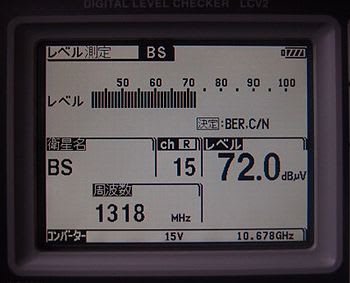 DIGITAL LEVEL CHECKER LCV2
レベル測定 BS
50 60 70 80 90 100
レベル
決定:BER,C/N
衛星名 ch R レベル
BS 15 72.0 dBμV
周波数
1318 MHz
コンバーター 15V 10.678GHz